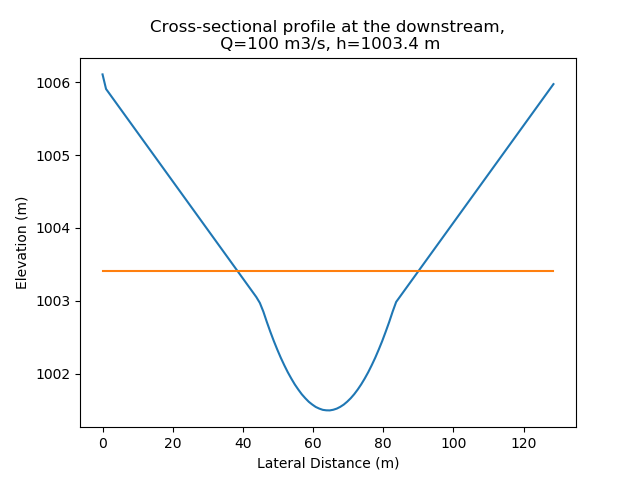 Cross-sectional profile at the downstream,
Q=100 m3/s, h=1003.4 m
1006
1005
1004
1003
1002
Elevation (m)
0 20 40 60 80 100 120
Lateral Distance (m)